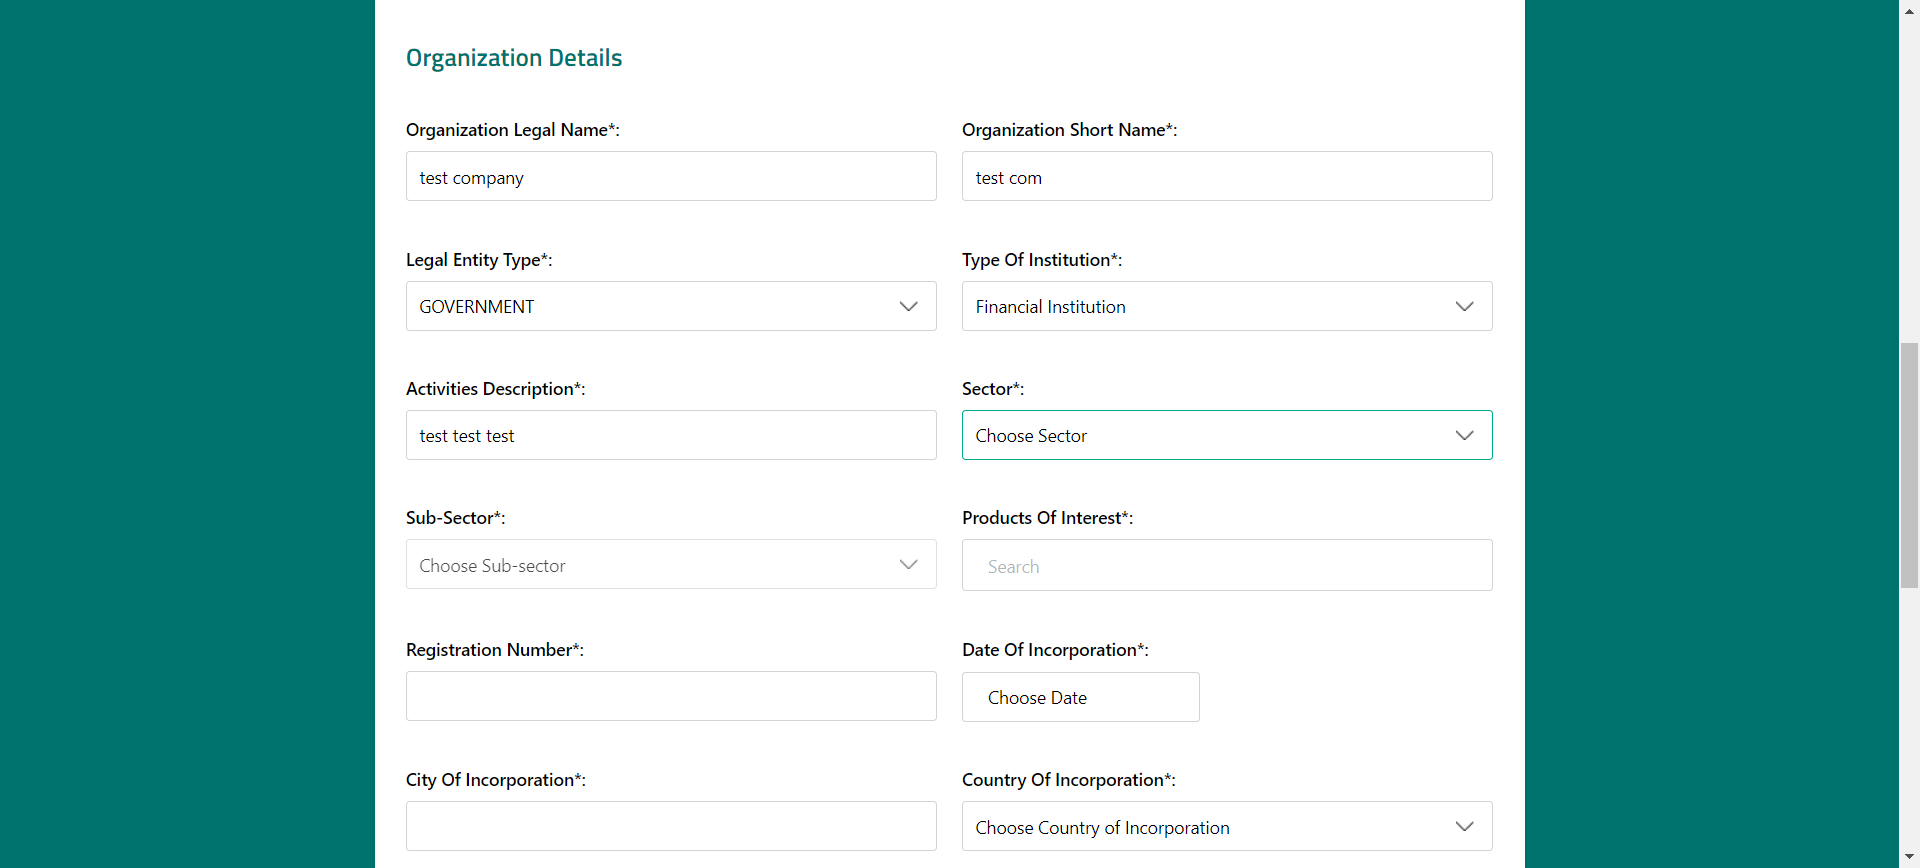 Organization Details
Organization Legal Name*:
Organization Short Name*:
test company
test com
Legal Entity Type*:
Type Of Institution*:
GOVERNMENT
Financial Institution
Activities Description*:
Sector*:
test test test
Choose Sector
Sub-Sector*:
Products Of Interest*:
Choose Sub-sector
Search
Registration Number*:
Date Of Incorporation*:
Choose Date
City Of Incorporation*:
Country Of Incorporation*:
Choose Country of Incorporation